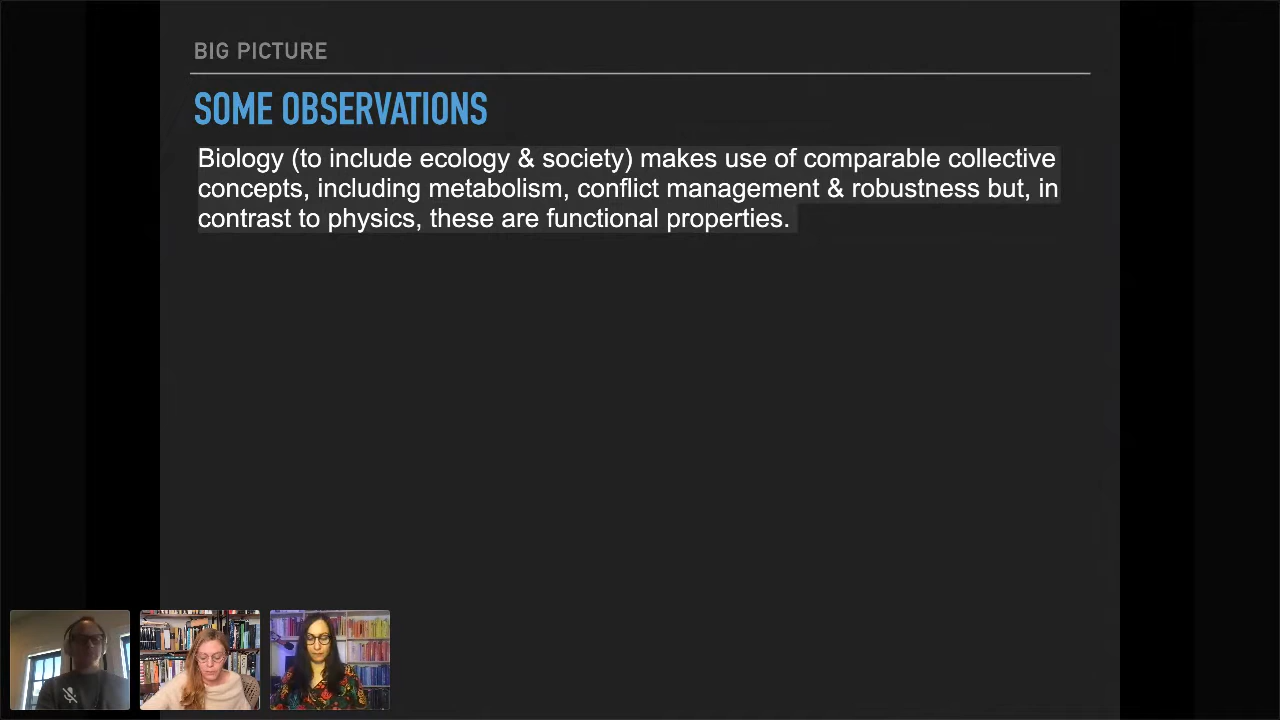 BIG PICTURE
SOME OBSERVATIONS
Biology (to include ecology & society) makes use of comparable collective
concepts, including metabolism, conflict management & robustness but, in
contrast to physics, these are functional properties.